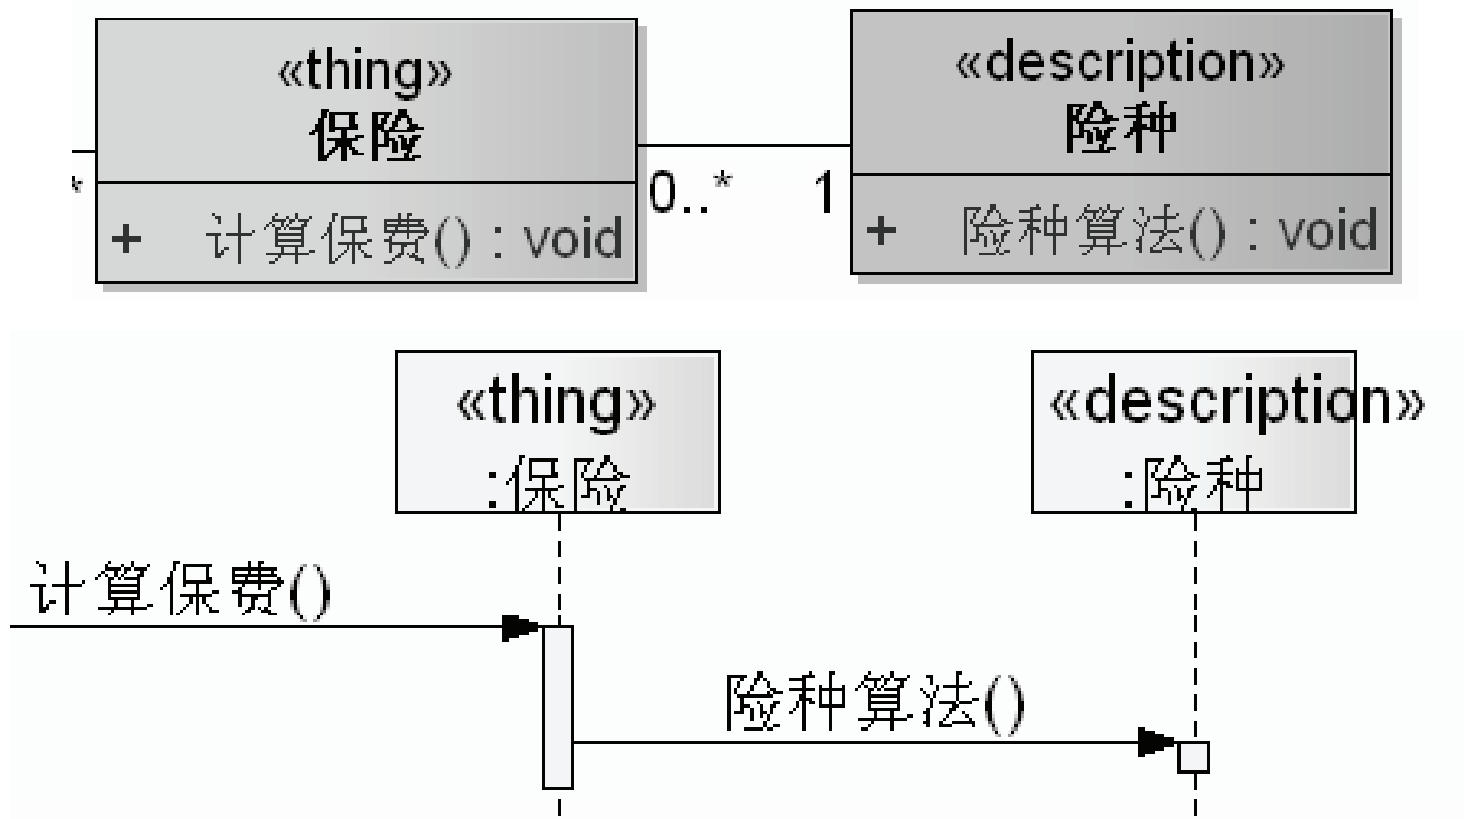 «thing»
保险
+ 计算保费() : void
*
0..*
1
«description»
险种
+ 险种算法() : void
«thing»
:保险
«description»
:险种
计算保费()
险种算法()